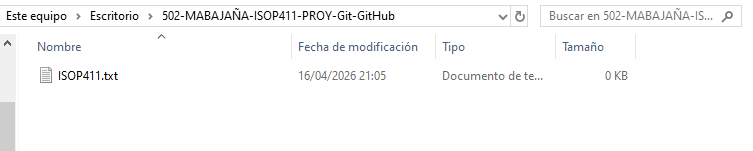 Este equipo > Escritorio > 502-MABAJAÑA-ISOP411-PROY-Git-GitHub
Buscar en 502-MABAJAÑA-IS...
Nombre Fecha de modificación Tipo Tamaño
ISOP411.txt 16/04/2026 21:05 Documento de te... 0 KB